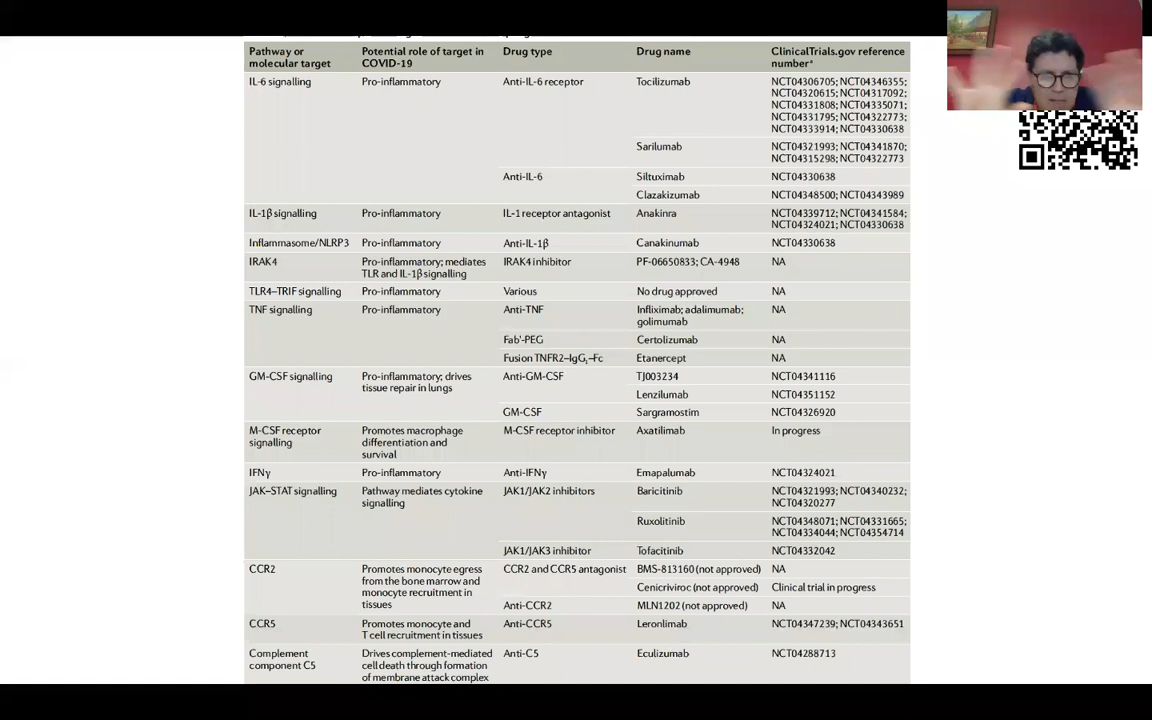 Pathway or molecular target	Potential role of target in COVID-19	Drug type	Drug name	ClinicalTrials.gov reference number*
IL-6 signalling	Pro-inflammatory	Anti-IL-6 receptor	Tocilizumab	NCT04306705; NCT04346355;
NCT04320615; NCT04317092;
NCT04331808; NCT04335071;
NCT04331795; NCT04322773;
NCT04333914; NCT04330638
Sarilumab	NCT04321993; NCT04341870;
NCT04315298; NCT04322773
Anti-IL-6	Siltuximab	NCT04330638
Clazakizumab	NCT04348500; NCT04343989
IL-1β signalling	Pro-inflammatory	IL-1 receptor antagonist	Anakinra	NCT04339712; NCT04341584;
NCT04324021; NCT04330638
Inflammasome/NLRP3	Pro-inflammatory	Anti-IL-1β	Canakinumab	NCT04330638
IRAK4	Pro-inflammatory; mediates	IRAK4 inhibitor	PF-06650833; CA-4948	NA
TLR and IL-1β signalling
TLR4–TRIF signalling	Pro-inflammatory	Various	No drug approved	NA
TNF signalling	Pro-inflammatory	Anti-TNF	Infliximab; adalimumab;	NA
golimumab
Fab'-PEG	Certolizumab	NA
Fusion TNFR2–IgG1–Fc	Etanercept	NA
GM-CSF signalling	Pro-inflammatory; drives	Anti-GM-CSF	TJ003234	NCT04341116
tissue repair in lungs
Lenzilumab	NCT04351152
GM-CSF	Sargramostim	NCT04326920
M-CSF receptor	Promotes macrophage	M-CSF receptor inhibitor	Axatilimab	In progress
signalling	differentiation and
survival
IFNγ	Pro-inflammatory	Anti-IFNγ	Emapalumab	NCT04324021
JAK–STAT signalling	Pathway mediates cytokine	JAK1/JAK2 inhibitors	Baricitinib	NCT04321993; NCT04340232;
signalling	NCT04320277
Ruxolitinib	NCT04348071; NCT04331665;
NCT04334044; NCT04354714
JAK1/JAK3 inhibitor	Tofacitinib	NCT04332042
CCR2	Promotes monocyte egress	CCR2 and CCR5 antagonist	BMS-813160 (not approved)	NA
from the bone marrow and
monocyte recruitment in	Cenicriviroc (not approved)	Clinical trial in progress
tissues	Anti-CCR2	MLN1202 (not approved)	NA
CCR5	Promotes monocyte and	Anti-CCR5	Leronlimab	NCT04347239; NCT04343651
T cell recruitment in tissues
Complement	Drives complement-mediated	Anti-C5	Eculizumab	NCT04288713
component C5	cell death through formation
of membrane attack complex